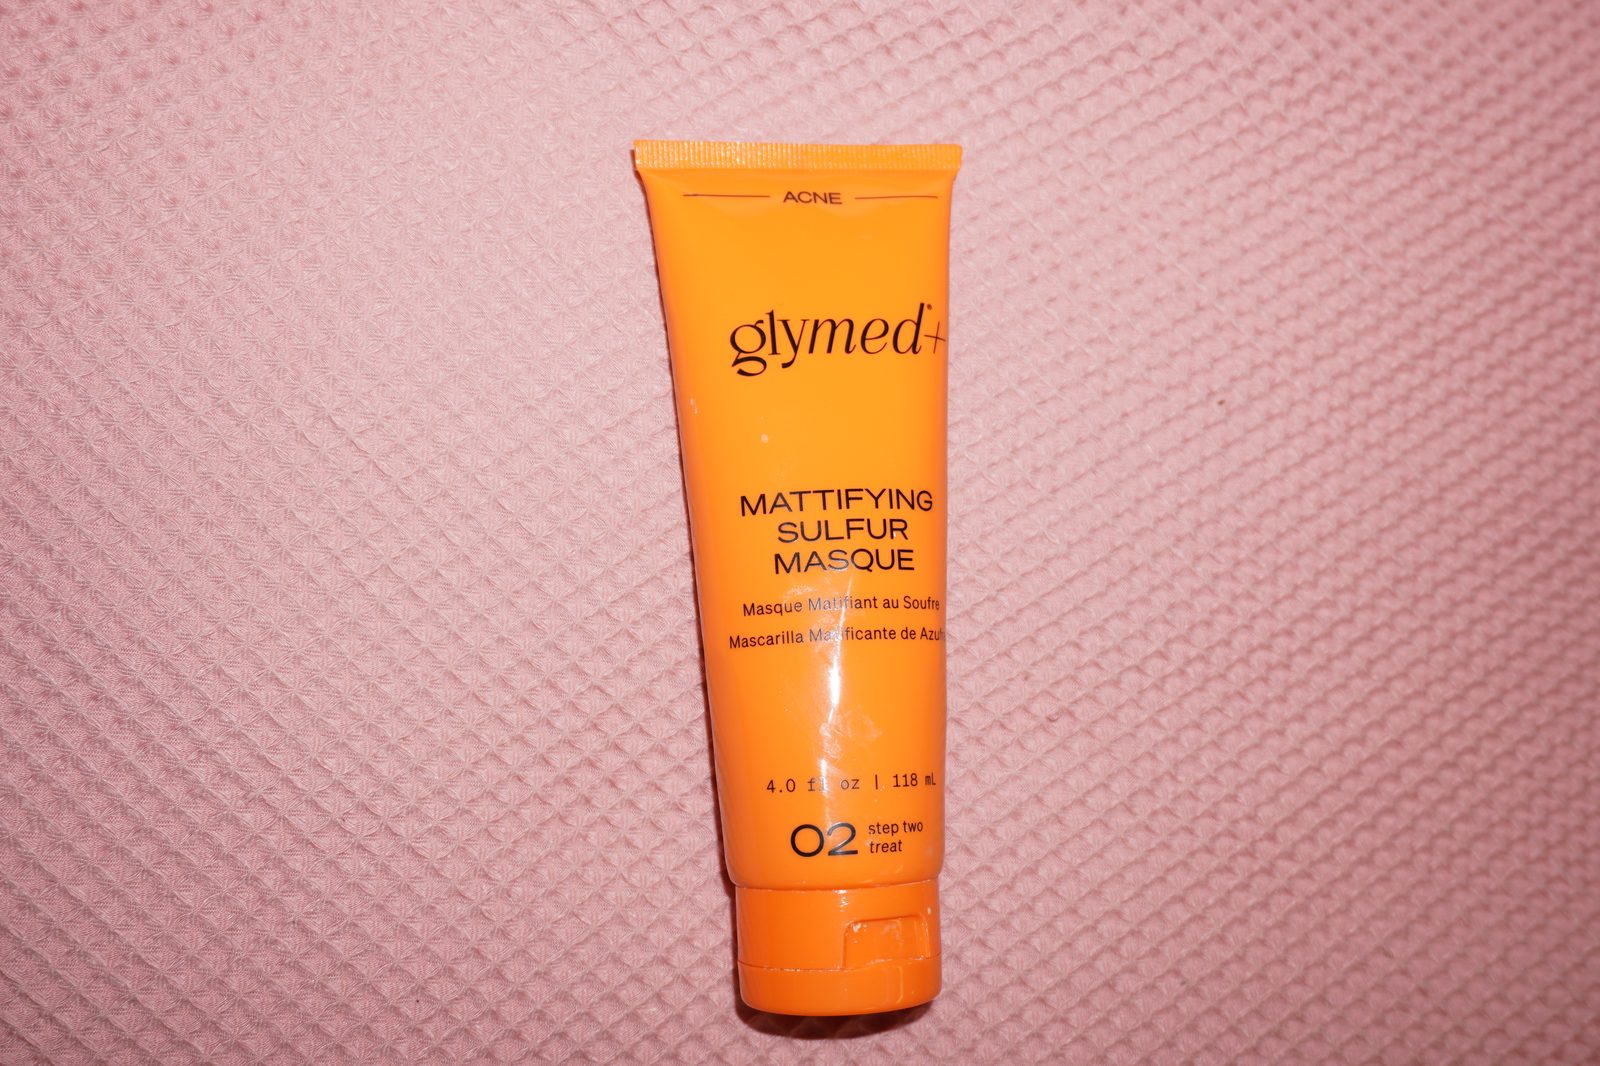 ACNE
glymed®+
MATTIFYING
SULFUR
MASQUE
Masque Matifiant au Soufre
Mascarilla Matificante de
4.0 fl oz | 118 mL
02 step two
treat